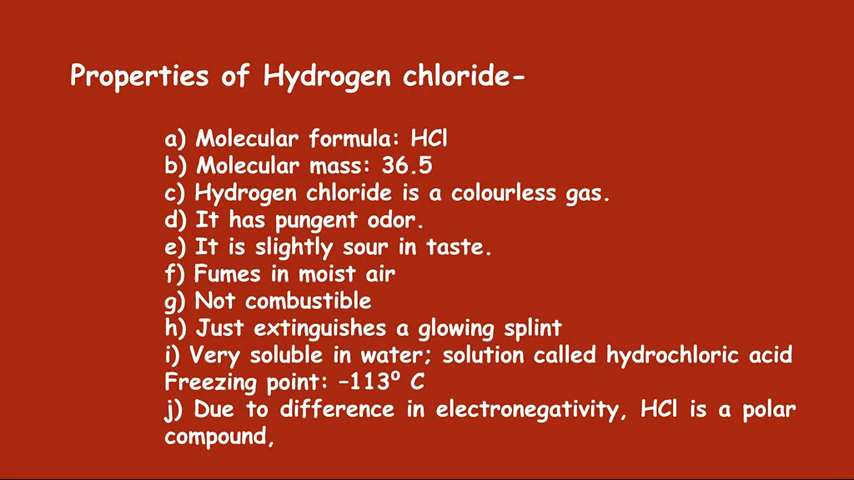 Properties of Hydrogen chloride-
a) Molecular formula: HCl
b) Molecular mass: 36.5
c) Hydrogen chloride is a colourless gas.
d) It has pungent odor.
e) It is slightly sour in taste.
f) Fumes in moist air
g) Not combustible
h) Just extinguishes a glowing splint
i) Very soluble in water; solution called hydrochloric acid
Freezing point: –113⁰ C
j) Due to difference in electronegativity, HCl is a polar
compound,